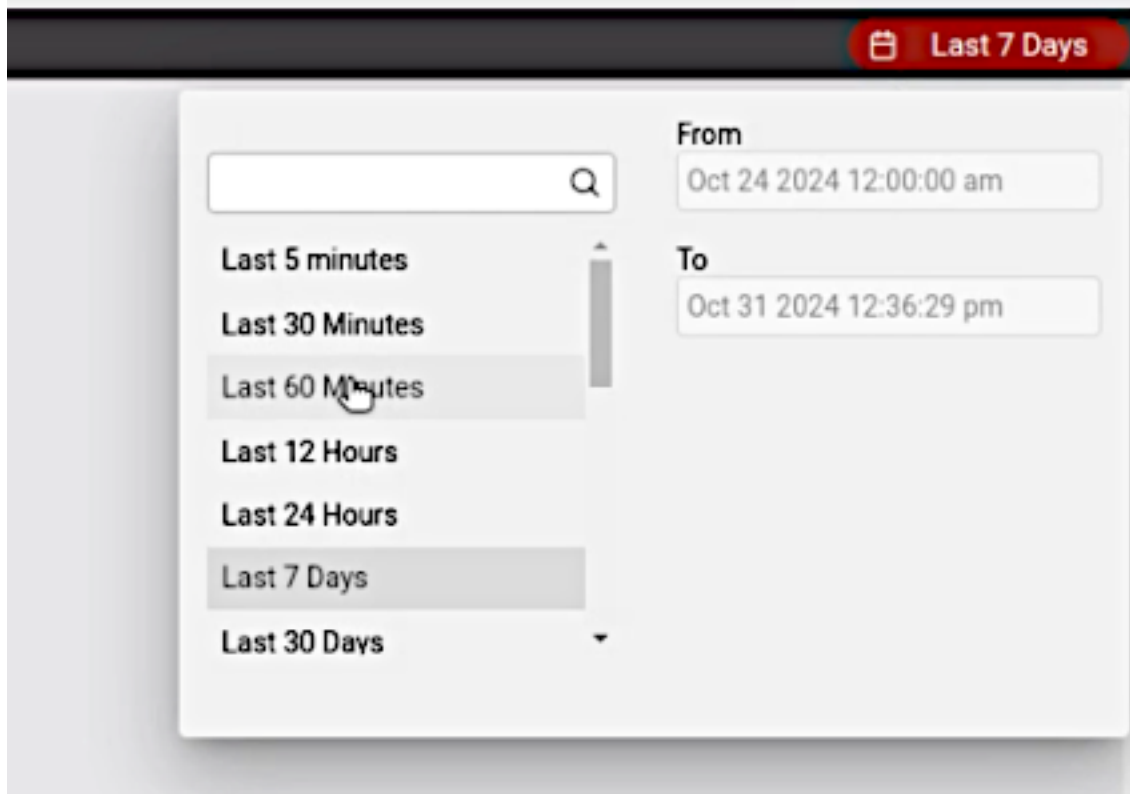 Last 7 Days
From
Oct 24 2024 12:00:00 am
To
Oct 31 2024 12:36:29 pm
Last 5 minutes
Last 30 Minutes
Last 60 Minutes
Last 12 Hours
Last 24 Hours
Last 7 Days
Last 30 Days